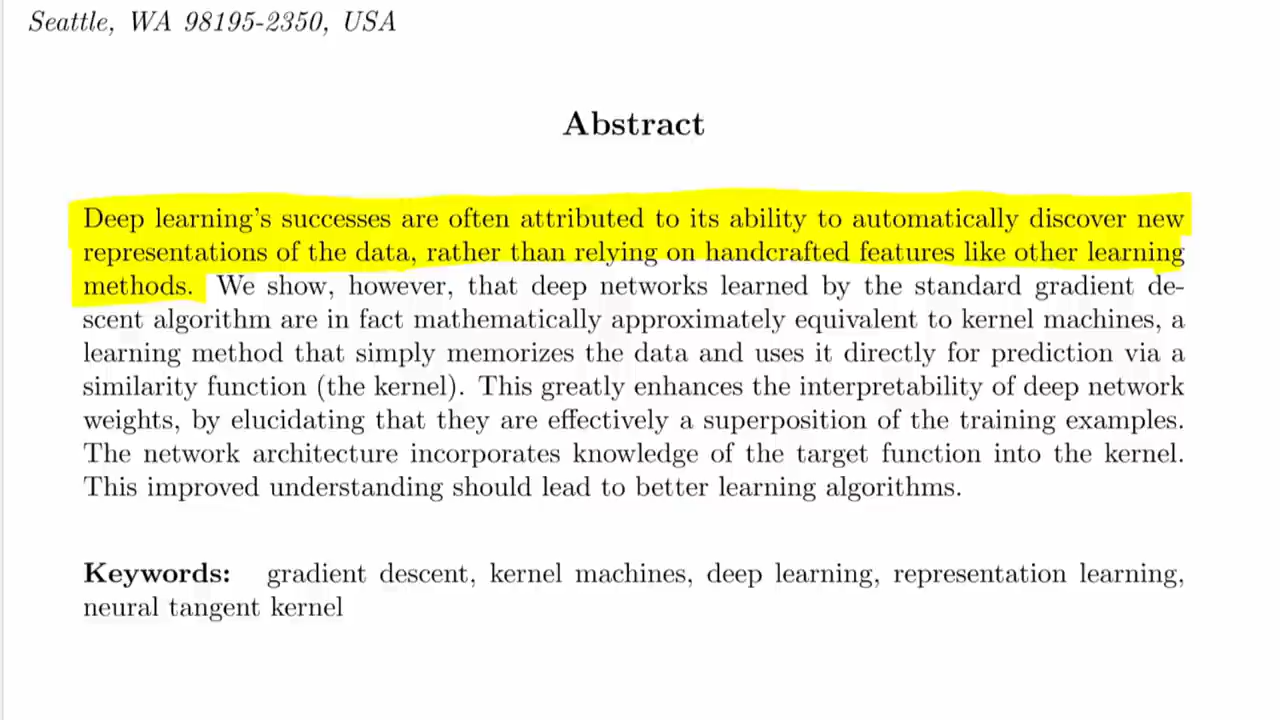 Seattle, WA 98195-2350, USA
Abstract
Deep learning's successes are often attributed to its ability to automatically discover new
representations of the data, rather than relying on handcrafted features like other learning
methods. We show, however, that deep networks learned by the standard gradient de-
scent algorithm are in fact mathematically approximately equivalent to kernel machines, a
learning method that simply memorizes the data and uses it directly for prediction via a
similarity function (the kernel). This greatly enhances the interpretability of deep network
weights, by elucidating that they are effectively a superposition of the training examples.
The network architecture incorporates knowledge of the target function into the kernel.
This improved understanding should lead to better learning algorithms.
Keywords: gradient descent, kernel machines, deep learning, representation learning,
neural tangent kernel